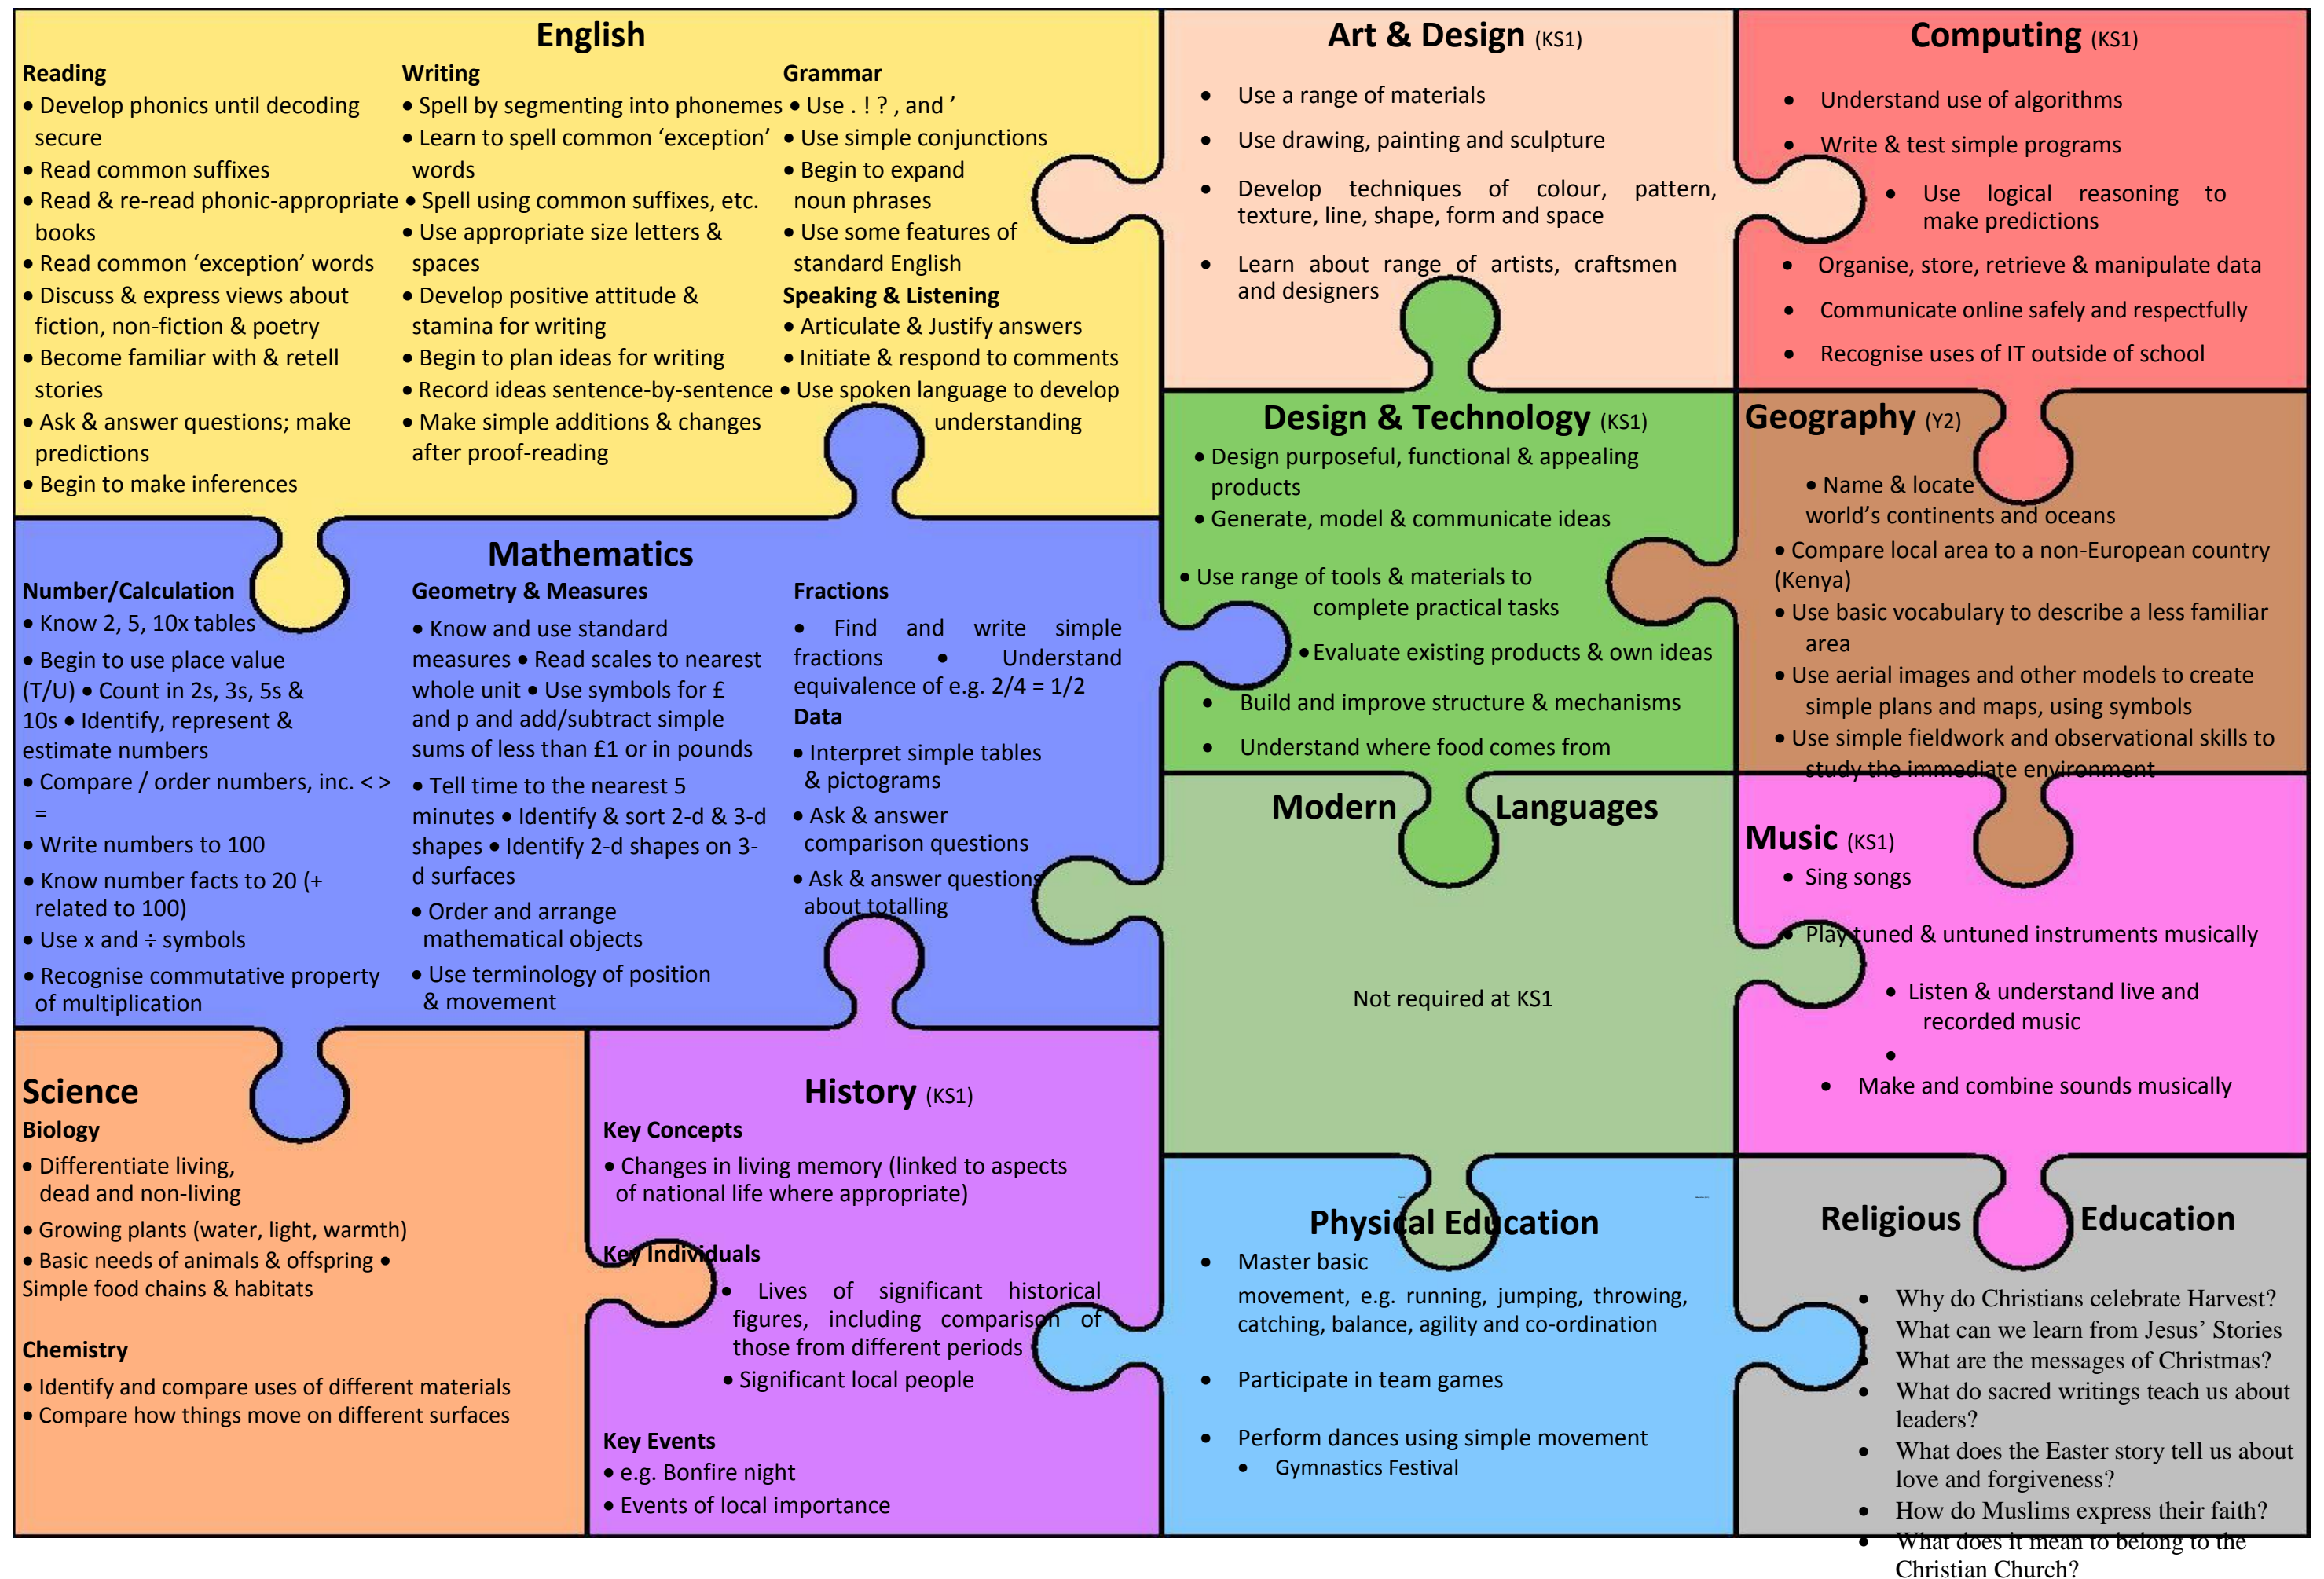 English
Reading
• Develop phonics until decoding
secure
• Read common suffixes
• Read & re-read phonic-appropriate
books
• Read common ‘exception’ words
• Discuss & express views about
fiction, non-fiction & poetry
• Become familiar with & retell
stories
• Ask & answer questions; make
predictions
• Begin to make inferences
Writing
• Spell by segmenting into phonemes
• Learn to spell common ‘exception’
words
• Spell using common suffixes, etc.
• Use appropriate size letters &
spaces
• Develop positive attitude &
stamina for writing
• Begin to plan ideas for writing
• Record ideas sentence-by-sentence
• Make simple additions & changes
after proof-reading
Grammar
• Use . ! ? , and ’
• Use simple conjunctions
• Begin to expand
noun phrases
• Use some features of
standard English
Speaking & Listening
• Articulate & Justify answers
• Initiate & respond to comments
• Use spoken language to develop
understanding
Art & Design (KS1)
• Use a range of materials
• Use drawing, painting and sculpture
• Develop techniques of colour, pattern,
texture, line, shape, form and space
• Learn about range of artists, craftsmen
and designers
Computing (KS1)
• Understand use of algorithms
• Write & test simple programs
• Use logical reasoning to
make predictions
• Organise, store, retrieve & manipulate data
• Communicate online safely and respectfully
• Recognise uses of IT outside of school
Mathematics
Number/Calculation
• Know 2, 5, 10x tables
• Begin to use place value
(T/U) • Count in 2s, 3s, 5s &
10s • Identify, represent &
estimate numbers
• Compare / order numbers, inc. < >
=
• Write numbers to 100
• Know number facts to 20 (+
related to 100)
• Use x and ÷ symbols
• Recognise commutative property
of multiplication
Geometry & Measures
• Know and use standard
measures • Read scales to nearest
whole unit • Use symbols for £
and p and add/subtract simple
sums of less than £1 or in pounds
• Tell time to the nearest 5
minutes • Identify & sort 2-d & 3-d
shapes • Identify 2-d shapes on 3-
d surfaces
• Order and arrange
mathematical objects
• Use terminology of position
& movement
Fractions
• Find and write simple
fractions • Understand
equivalence of e.g. 2/4 = 1/2
Data
• Interpret simple tables
& pictograms
• Ask & answer
comparison questions
• Ask & answer questions
about totalling
Design & Technology (KS1)
• Design purposeful, functional & appealing
products
• Generate, model & communicate ideas
• Use range of tools & materials to
complete practical tasks
• Evaluate existing products & own ideas
• Build and improve structure & mechanisms
• Understand where food comes from
Geography (Y2)
• Name & locate
world’s continents and oceans
• Compare local area to a non-European country
(Kenya)
• Use basic vocabulary to describe a less familiar
area
• Use aerial images and other models to create
simple plans and maps, using symbols
• Use simple fieldwork and observational skills to
study the immediate environment
Modern Languages
Not required at KS1
Music (KS1)
• Sing songs
• Play tuned & untuned instruments musically
• Listen & understand live and
recorded music
•
• Make and combine sounds musically
Science
Biology
• Differentiate living,
dead and non-living
• Growing plants (water, light, warmth)
• Basic needs of animals & offspring •
Simple food chains & habitats
Chemistry
• Identify and compare uses of different materials
• Compare how things move on different surfaces
History (KS1)
Key Concepts
• Changes in living memory (linked to aspects
of national life where appropriate)
Key Individuals
• Lives of significant historical
figures, including comparison of
those from different periods
• Significant local people
Key Events
• e.g. Bonfire night
• Events of local importance
Physical Education
• Master basic
movement, e.g. running, jumping, throwing,
catching, balance, agility and co-ordination
• Participate in team games
• Perform dances using simple movement
• Gymnastics Festival
Religious Education
• Why do Christians celebrate Harvest?
• What can we learn from Jesus’ Stories
• What are the messages of Christmas?
• What do sacred writings teach us about
leaders?
• What does the Easter story tell us about
love and forgiveness?
• How do Muslims express their faith?
• What does it mean to belong to the
Christian Church?